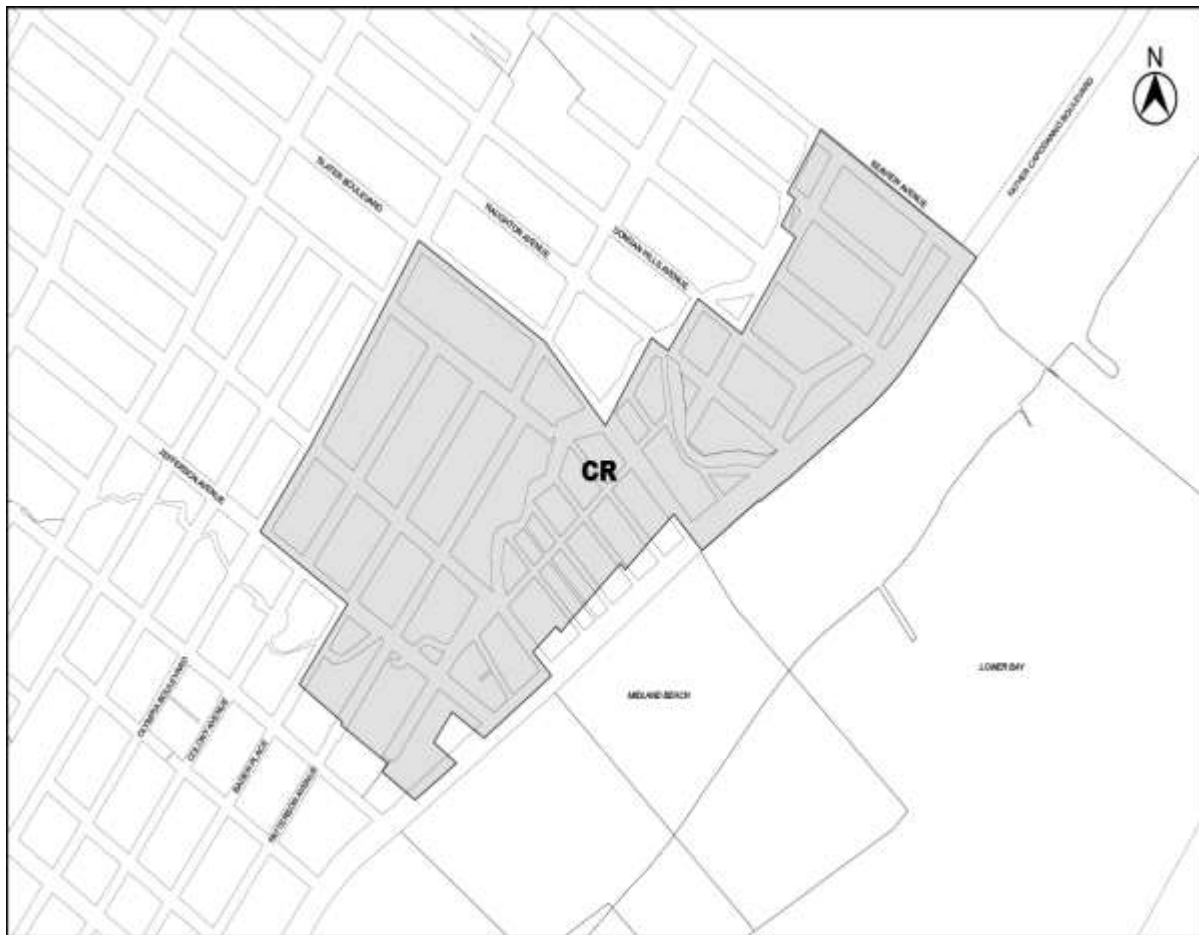 N
FATHER CAPODANNO BOULEVARD
SEAVIEW AVENUE
SLATER BOULEVARD
NAUGHTON AVENUE
DONGAN HILLS AVENUE
CR
JEFFERSON AVENUE
OLYMPIA BOULEVARD
COLONY AVENUE
BADEN PLACE
PATTERSON AVENUE
MIDLAND BEACH
LOWER BAY